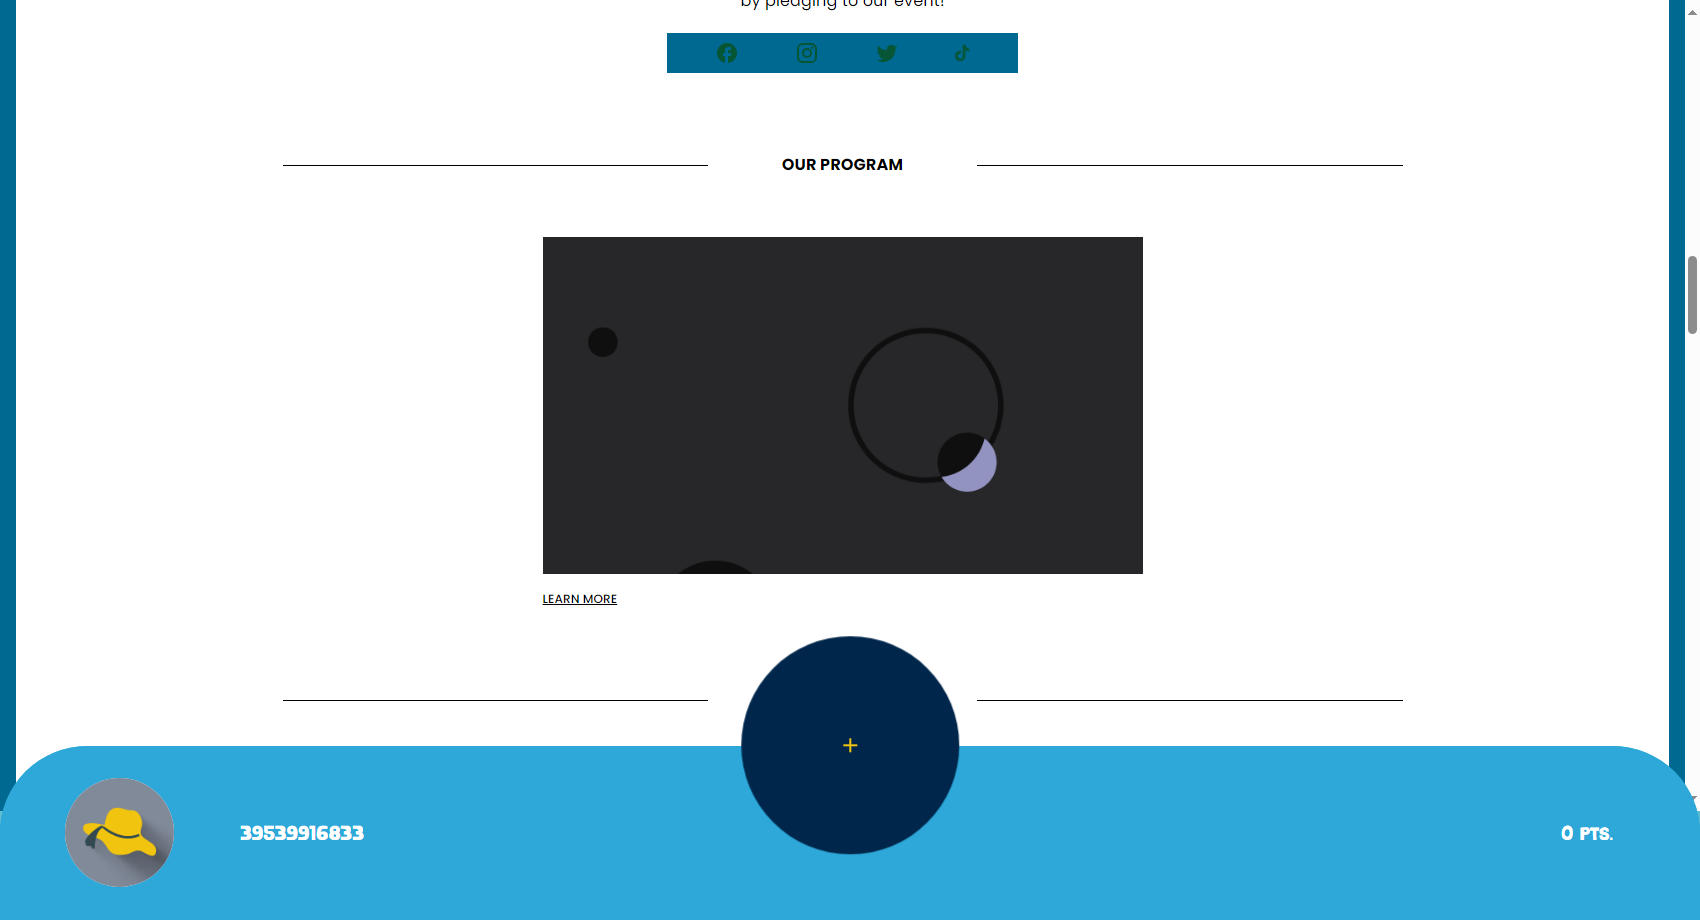 by pledging to our event!
OUR PROGRAM
LEARN MORE
+
39539916833
0 PTS.